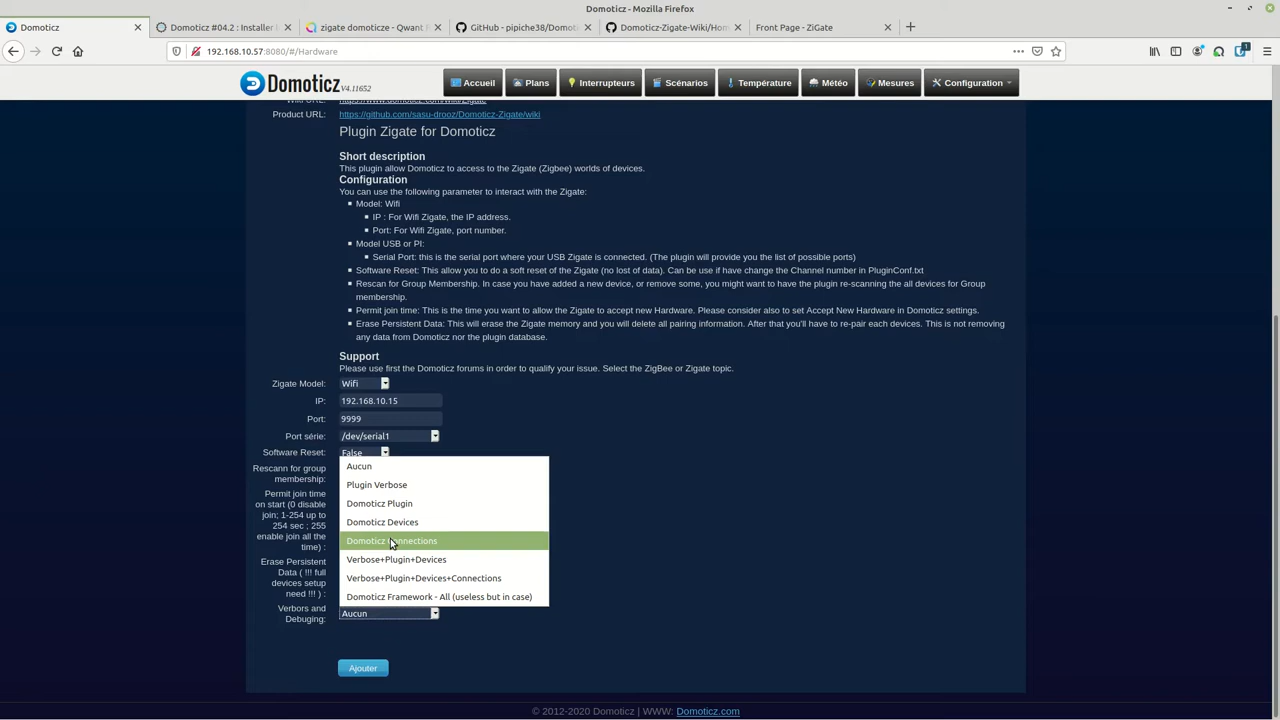 Domoticz - Mozilla Firefox
Domoticz
Domoticz #04.2 : Installer
zigate domoticze - Qwant R
GitHub - pipiche38/Domoti
Domoticz-Zigate-Wiki/Hom
Front Page - ZiGate
192.168.10.57:8080/#/Hardware
Domoticz V4.11652
Accueil
Plans
Interrupteurs
Scénarios
Température
Météo
Mesures
Configuration
Wiki URL: https://www.domoticz.com/wiki/Zigate
Product URL: https://github.com/sasu-drooz/Domoticz-Zigate/wiki
Plugin Zigate for Domoticz
Short description
This plugin allow Domoticz to access to the Zigate (Zigbee) worlds of devices.
Configuration
You can use the following parameter to interact with the Zigate:
Model: Wifi
IP : For Wifi Zigate, the IP address.
Port: For Wifi Zigate, port number.
Model USB or PI:
Serial Port: this is the serial port where your USB Zigate is connected. (The plugin will provide you the list of possible ports)
Software Reset: This allow you to do a soft reset of the Zigate (no lost of data). Can be use if have change the Channel number in PluginConf.txt
Rescan for Group Membership. In case you have added a new device, or remove some, you might want to have the plugin re-scanning the all devices for Group
membership.
Permit join time: This is the time you want to allow the Zigate to accept new Hardware. Please consider also to set Accept New Hardware in Domoticz settings.
Erase Persistent Data: This will erase the Zigate memory and you will delete all pairing information. After that you'll have to re-pair each devices. This is not removing
any data from Domoticz nor the plugin database.
Support
Please use first the Domoticz forums in order to qualify your issue. Select the ZigBee or Zigate topic.
Zigate Model: Wifi
IP: 192.168.10.15
Port: 9999
Port série: /dev/serial1
Software Reset: False
Rescann for group
membership:
Permit join time
on start (0 disable
join; 1-254 up to
254 sec ; 255
enable join all the
time) :
Erase Persistent
Data ( !!! full
devices setup
need !!! ) :
Verbors and
Debuging:
Aucun
Plugin Verbose
Domoticz Plugin
Domoticz Devices
Domoticz Connections
Verbose+Plugin+Devices
Verbose+Plugin+Devices+Connections
Domoticz Framework - All (useless but in case)
Aucun
Ajouter
© 2012-2020 Domoticz | WWW: Domoticz.com